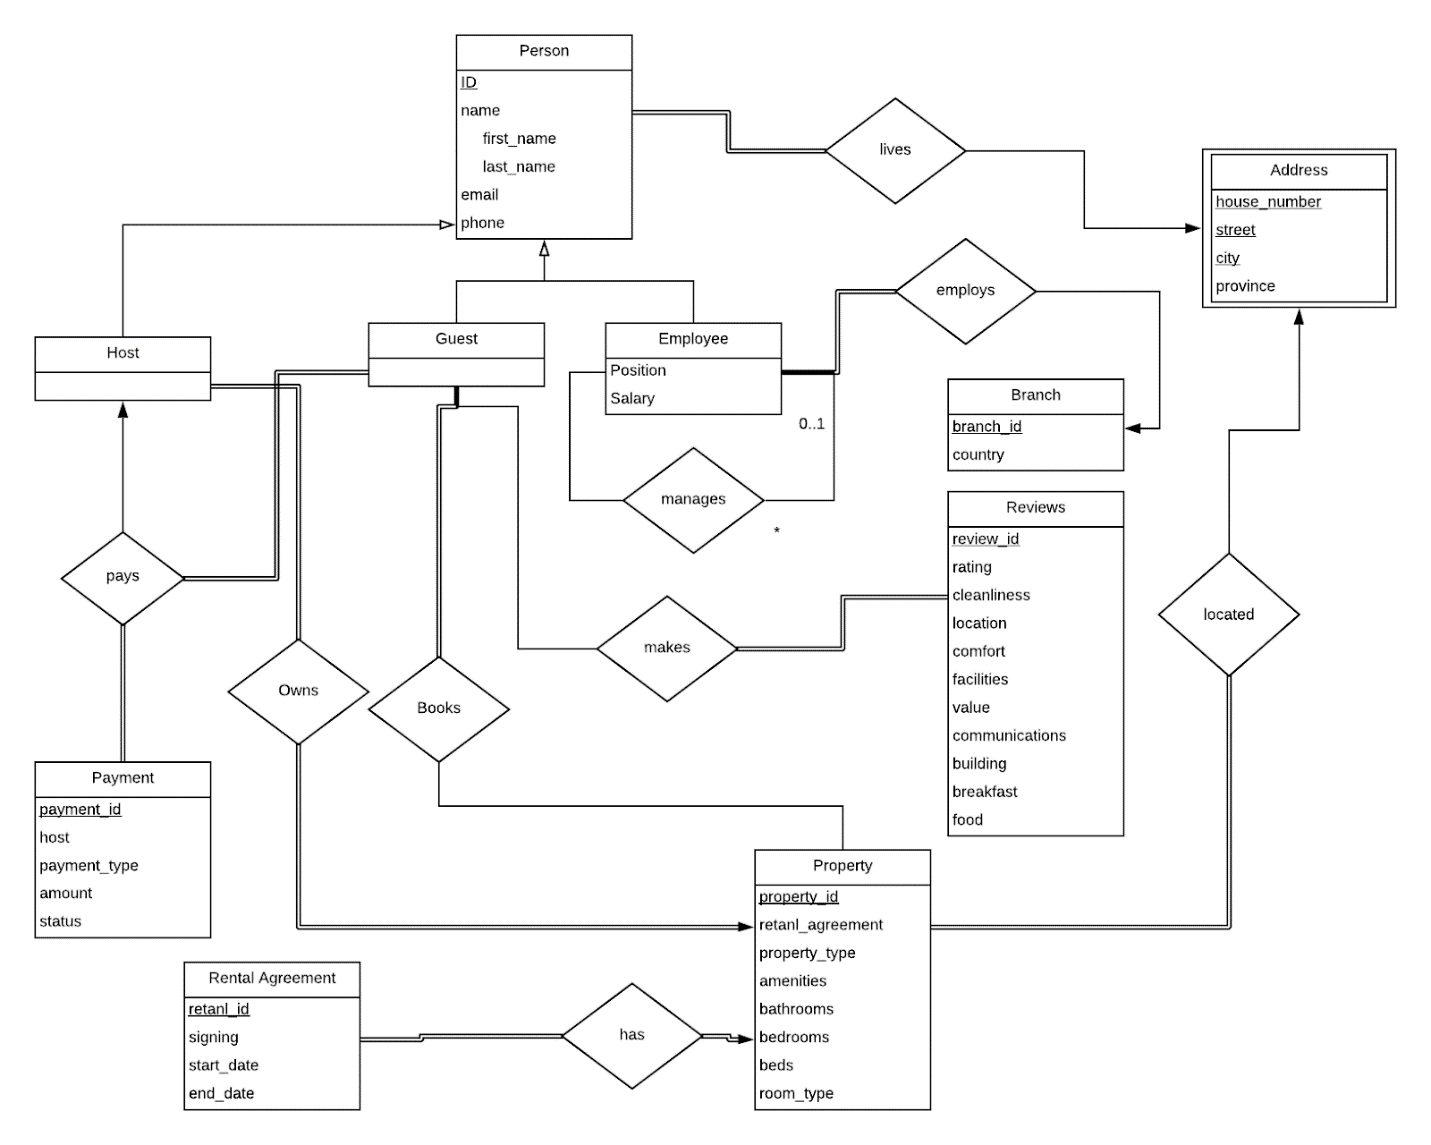 Person
ID
name
first_name
last_name
email
phone
lives
Address
house_number
street
city
province
employs
Host
Guest
Employee
Position
Salary
0..1
manages
*
Branch
branch_id
country
Reviews
review_id
rating
cleanliness
location
comfort
facilities
value
communications
building
breakfast
food
pays
makes
located
Owns
Books
Payment
payment_id
host
payment_type
amount
status
Property
property_id
retanl_agreement
property_type
amenities
bathrooms
bedrooms
beds
room_type
Rental Agreement
retanl_id
signing
start_date
end_date
has